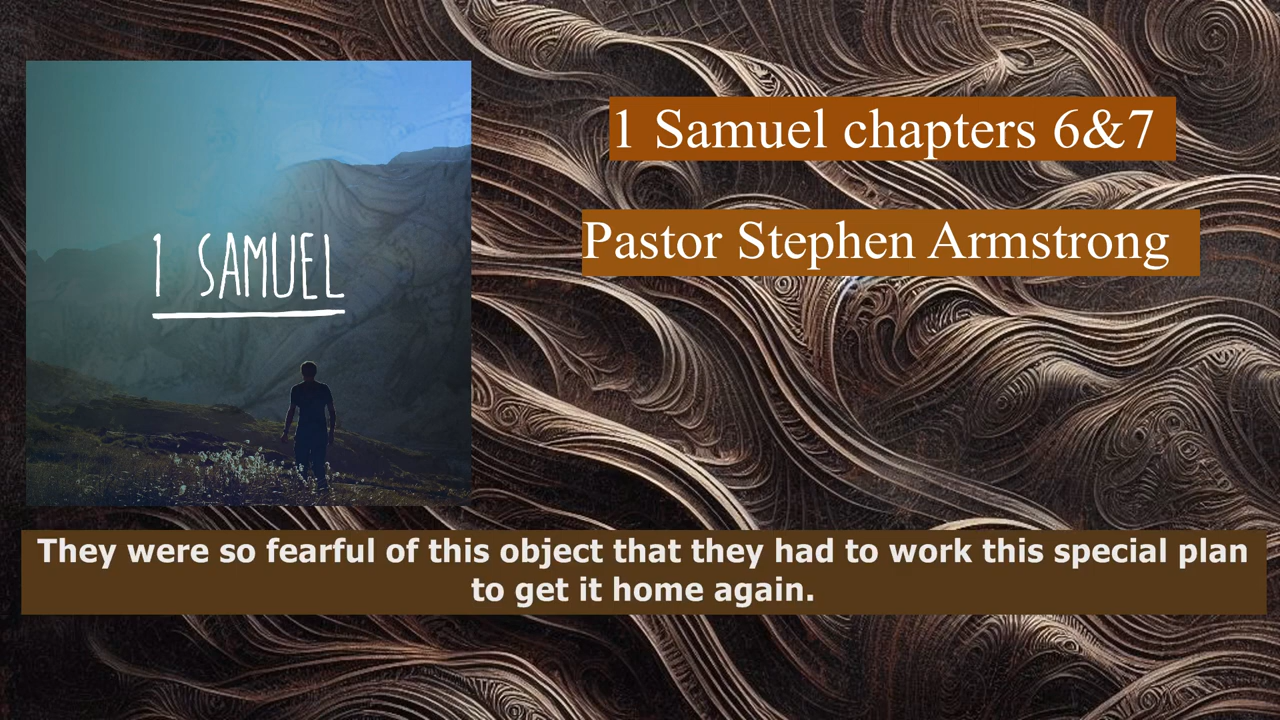 1 Samuel chapters 6&7
1 SAMUEL
Pastor Stephen Armstrong
They were so fearful of this object that they had to work this special plan
to get it home again.